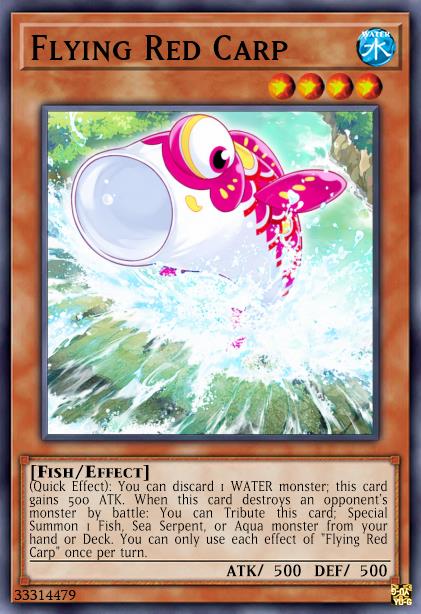 Flying Red Carp
WATER
水
[Fish/Effect]
(Quick Effect): You can discard 1 WATER monster; this card
gains 500 ATK. When this card destroys an opponent's
monster by battle: You can Tribute this card; Special
Summon 1 Fish, Sea Serpent, or Aqua monster from your
hand or Deck. You can only use each effect of "Flying Red
Carp" once per turn.
ATK/ 500 DEF/ 500
33314479